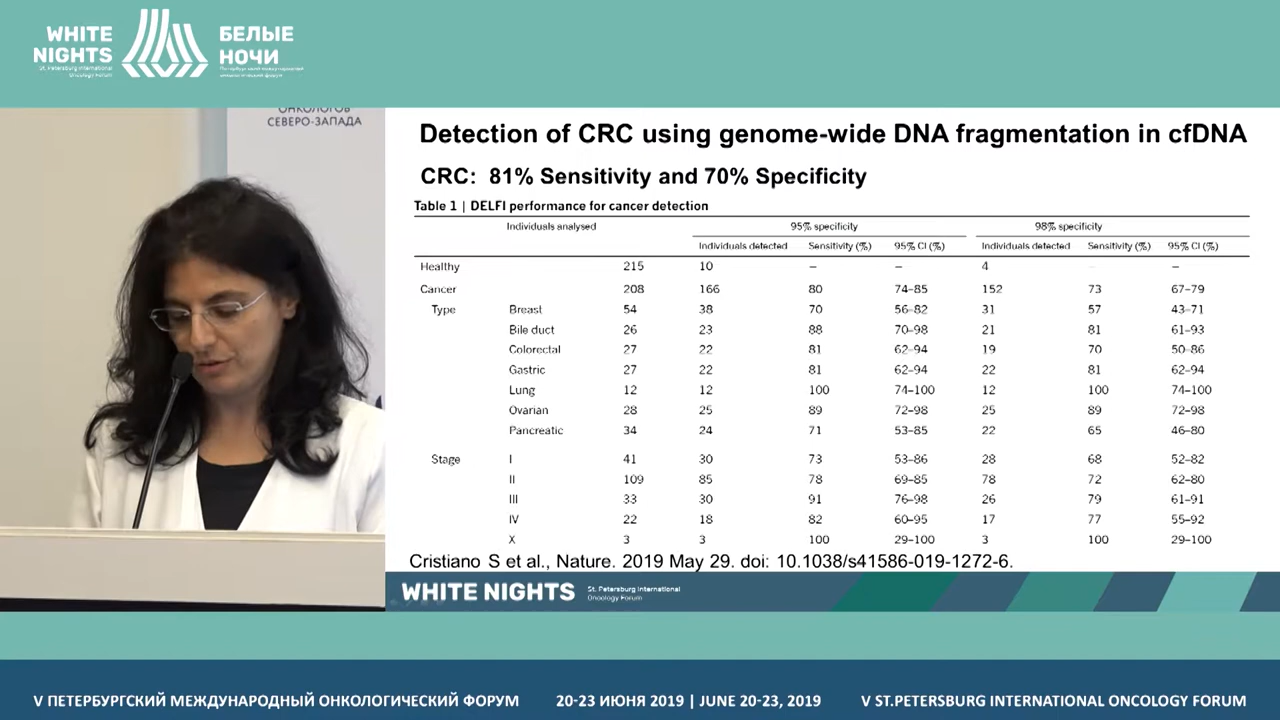 WHITE
NIGHTS
St. Petersburg International
Oncology Forum
БЕЛЫЕ
НОЧИ
Петербургский международный
онкологический форум
ОНКОЛОГОВ
СЕВЕРО-ЗАПАДА
Detection of CRC using genome-wide DNA fragmentation in cfDNA
CRC: 81% Sensitivity and 70% Specificity
Table 1 | DELFI performance for cancer detection
Individuals analysed 95% specificity 98% specificity
Individuals detected Sensitivity (%) 95% CI (%) Individuals detected Sensitivity (%) 95% CI (%)
Healthy 215 10 – – 4 – –
Cancer 208 166 80 74–85 152 73 67–79
Type Breast 54 38 70 56–82 31 57 43–71
Bile duct 26 23 88 70–98 21 81 61–93
Colorectal 27 22 81 62–94 19 70 50–86
Gastric 27 22 81 62–94 22 81 62–94
Lung 12 12 100 74–100 12 100 74–100
Ovarian 28 25 89 72–98 25 89 72–98
Pancreatic 34 24 71 53–85 22 65 46–80
Stage I 41 30 73 53–86 28 68 52–82
II 109 85 78 69–85 78 72 62–80
III 33 30 91 76–98 26 79 61–91
IV 22 18 82 60–95 17 77 55–92
X 3 3 100 29–100 3 100 29–100
Cristiano S et al., Nature. 2019 May 29. doi: 10.1038/s41586-019-1272-6.
WHITE NIGHTS
St. Petersburg International
Oncology Forum
V ПЕТЕРБУРГСКИЙ МЕЖДУНАРОДНЫЙ ОНКОЛОГИЧЕСКИЙ ФОРУМ 20-23 ИЮНЯ 2019 | JUNE 20-23, 2019 V ST.PETERSBURG INTERNATIONAL ONCOLOGY FORUM